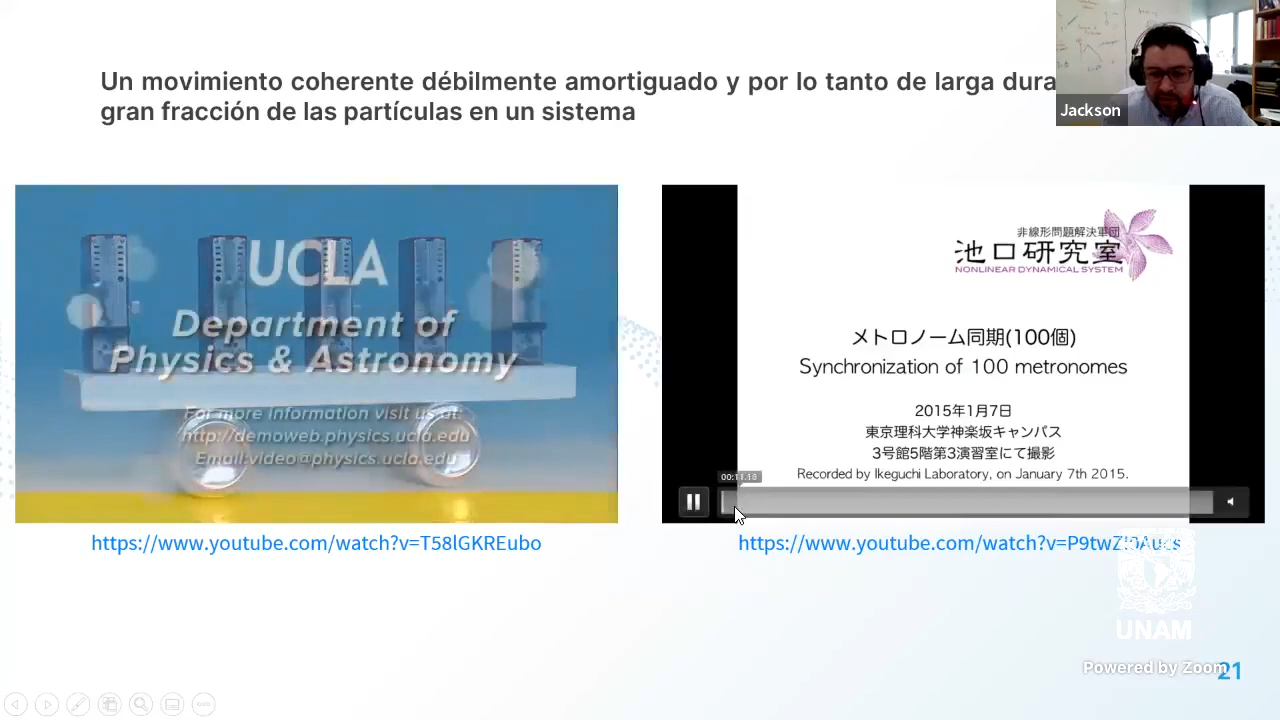 Un movimiento coherente débilmente amortiguado y por lo tanto de larga dura
gran fracción de las partículas en un sistema
Jackson
UCLA
Department of
Physics & Astronomy
For more information visit us at:
http://demoweb.physics.ucla.edu
Email:video@physics.ucla.edu
非線形問題解決軍団
池口研究室
NONLINEAR DYNAMICAL SYSTEM
メトロノーム同期(100個)
Synchronization of 100 metronomes
2015年1月7日
東京理科大学神楽坂キャンパス
3号館5階第3演習室にて撮影
Recorded by Ikeguchi Laboratory, on January 7th 2015.
00:11.18
https://www.youtube.com/watch?v=T58lGKREubo
UNAM
Powered by Zoom
21